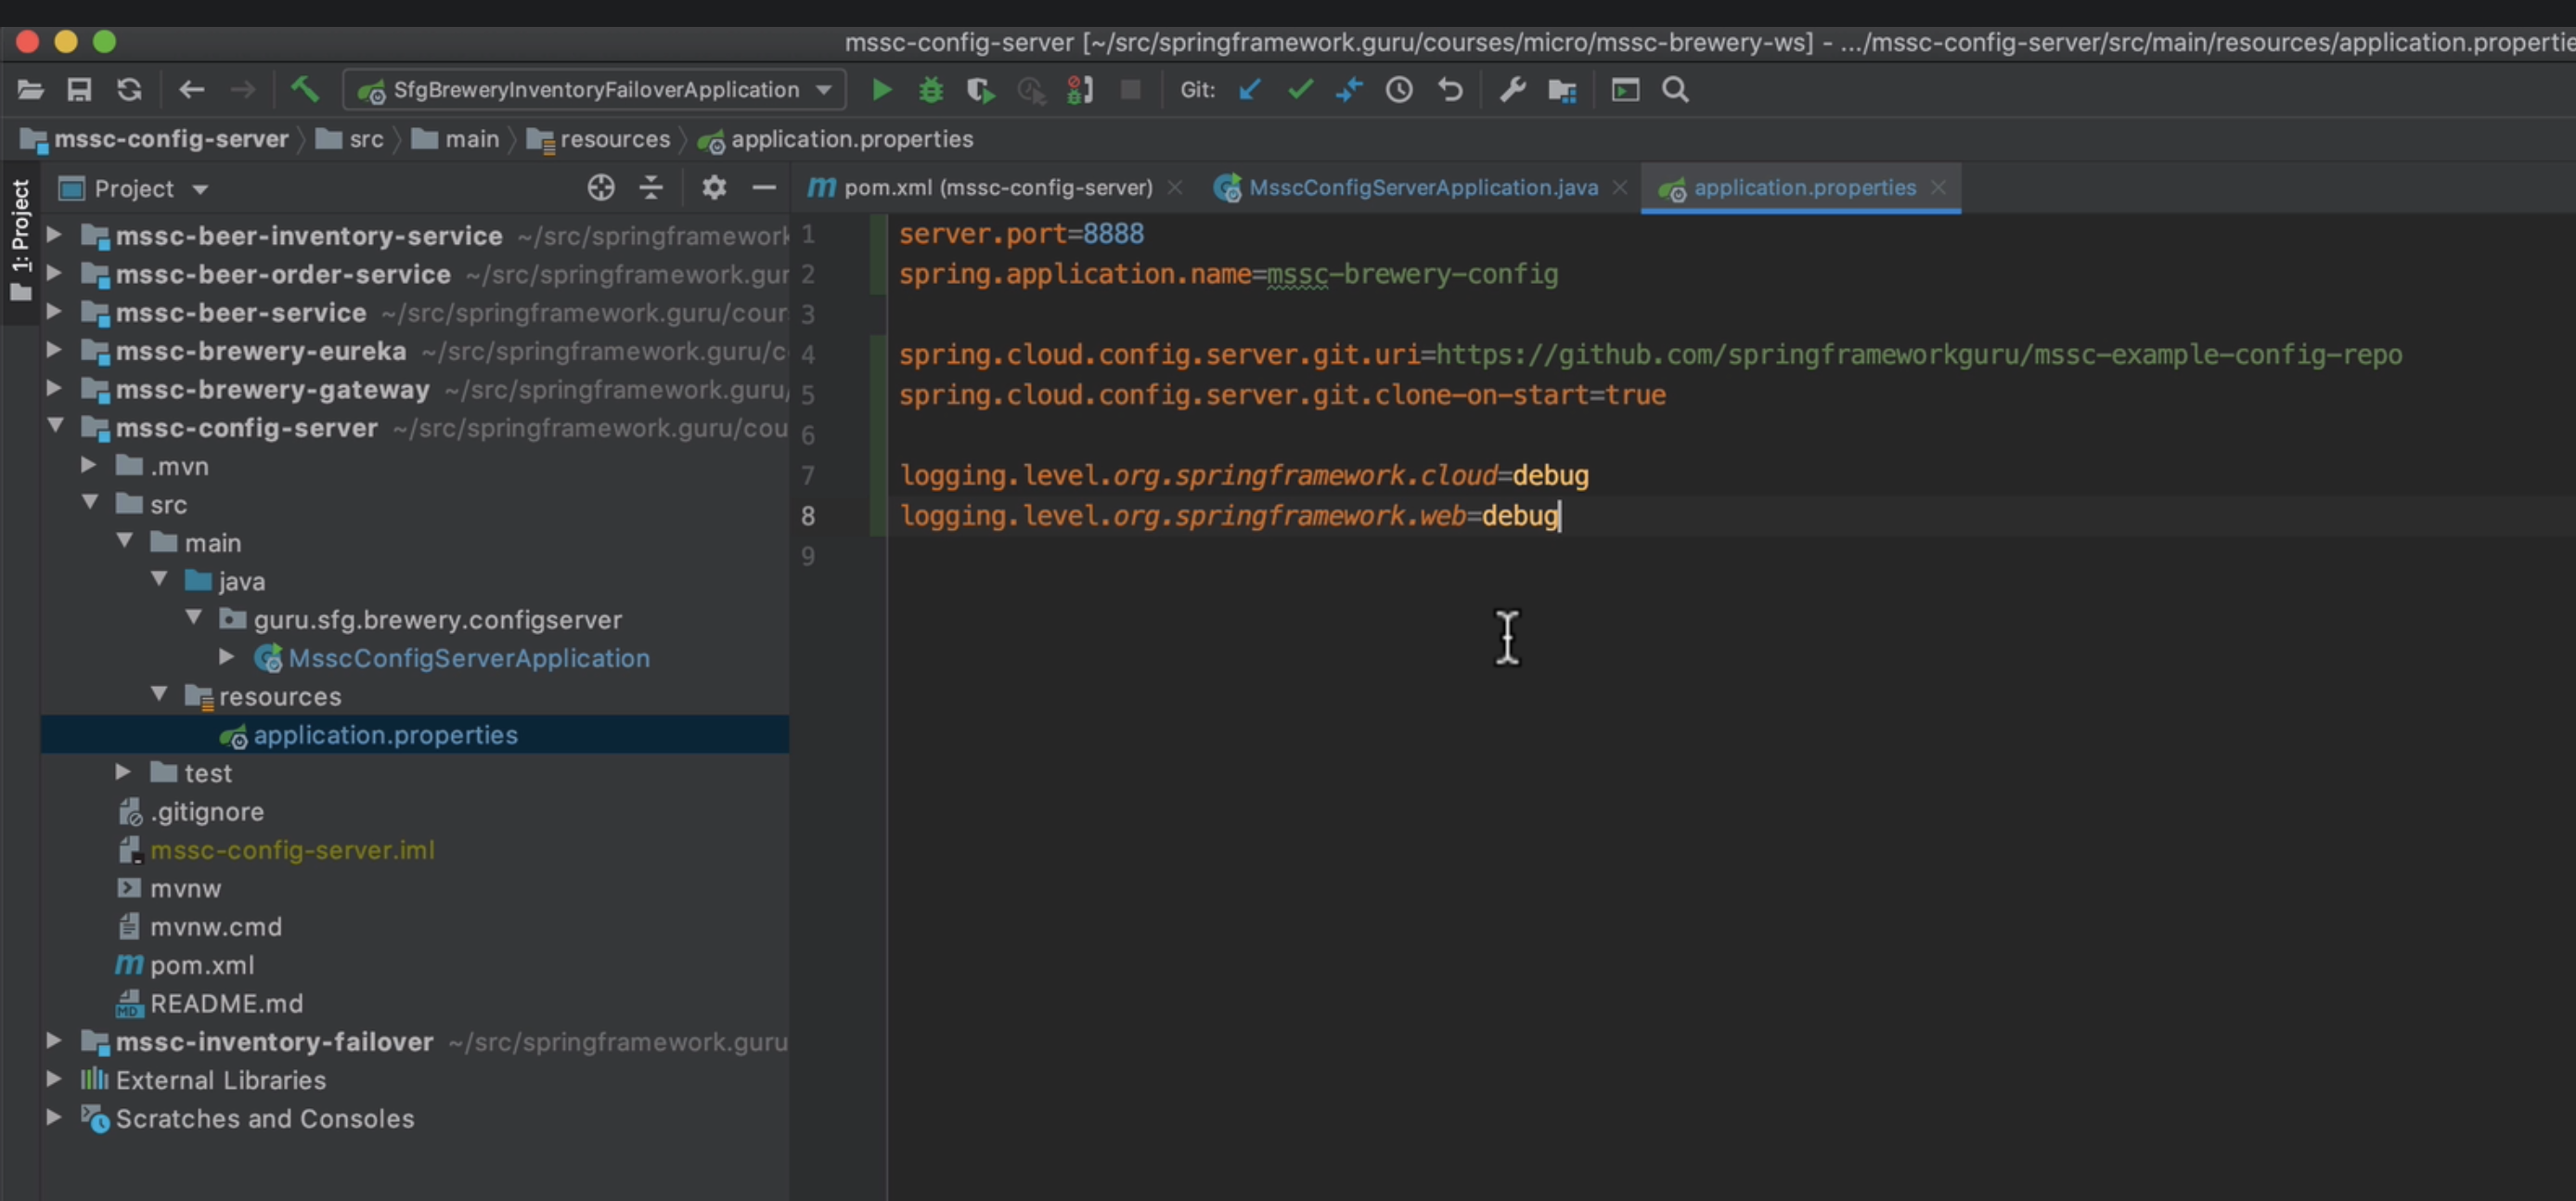 mssc-config-server [~/src/springframework.guru/courses/micro/mssc-brewery-ws] - .../mssc-config-server/src/main/resources/application.propertie
SfgBreweryInventoryFailoverApplication Git:
mssc-config-server src main resources application.properties
1: Project
Project
mssc-beer-inventory-service ~/src/springframework
mssc-beer-order-service ~/src/springframework.gur
mssc-beer-service ~/src/springframework.guru/cour
mssc-brewery-eureka ~/src/springframework.guru/c
mssc-brewery-gateway ~/src/springframework.guru/
mssc-config-server ~/src/springframework.guru/cou
.mvn
src
main
java
guru.sfg.brewery.configserver
MsscConfigServerApplication
resources
application.properties
test
.gitignore
mssc-config-server.iml
mvnw
mvnw.cmd
pom.xml
README.md
mssc-inventory-failover ~/src/springframework.guru
External Libraries
Scratches and Consoles
pom.xml (mssc-config-server) MsscConfigServerApplication.java application.properties
1 server.port=8888
2 spring.application.name=mssc-brewery-config
3
4 spring.cloud.config.server.git.uri=https://github.com/springframeworkguru/mssc-example-config-repo
5 spring.cloud.config.server.git.clone-on-start=true
6
7 logging.level.org.springframework.cloud=debug
8 logging.level.org.springframework.web=debug
9